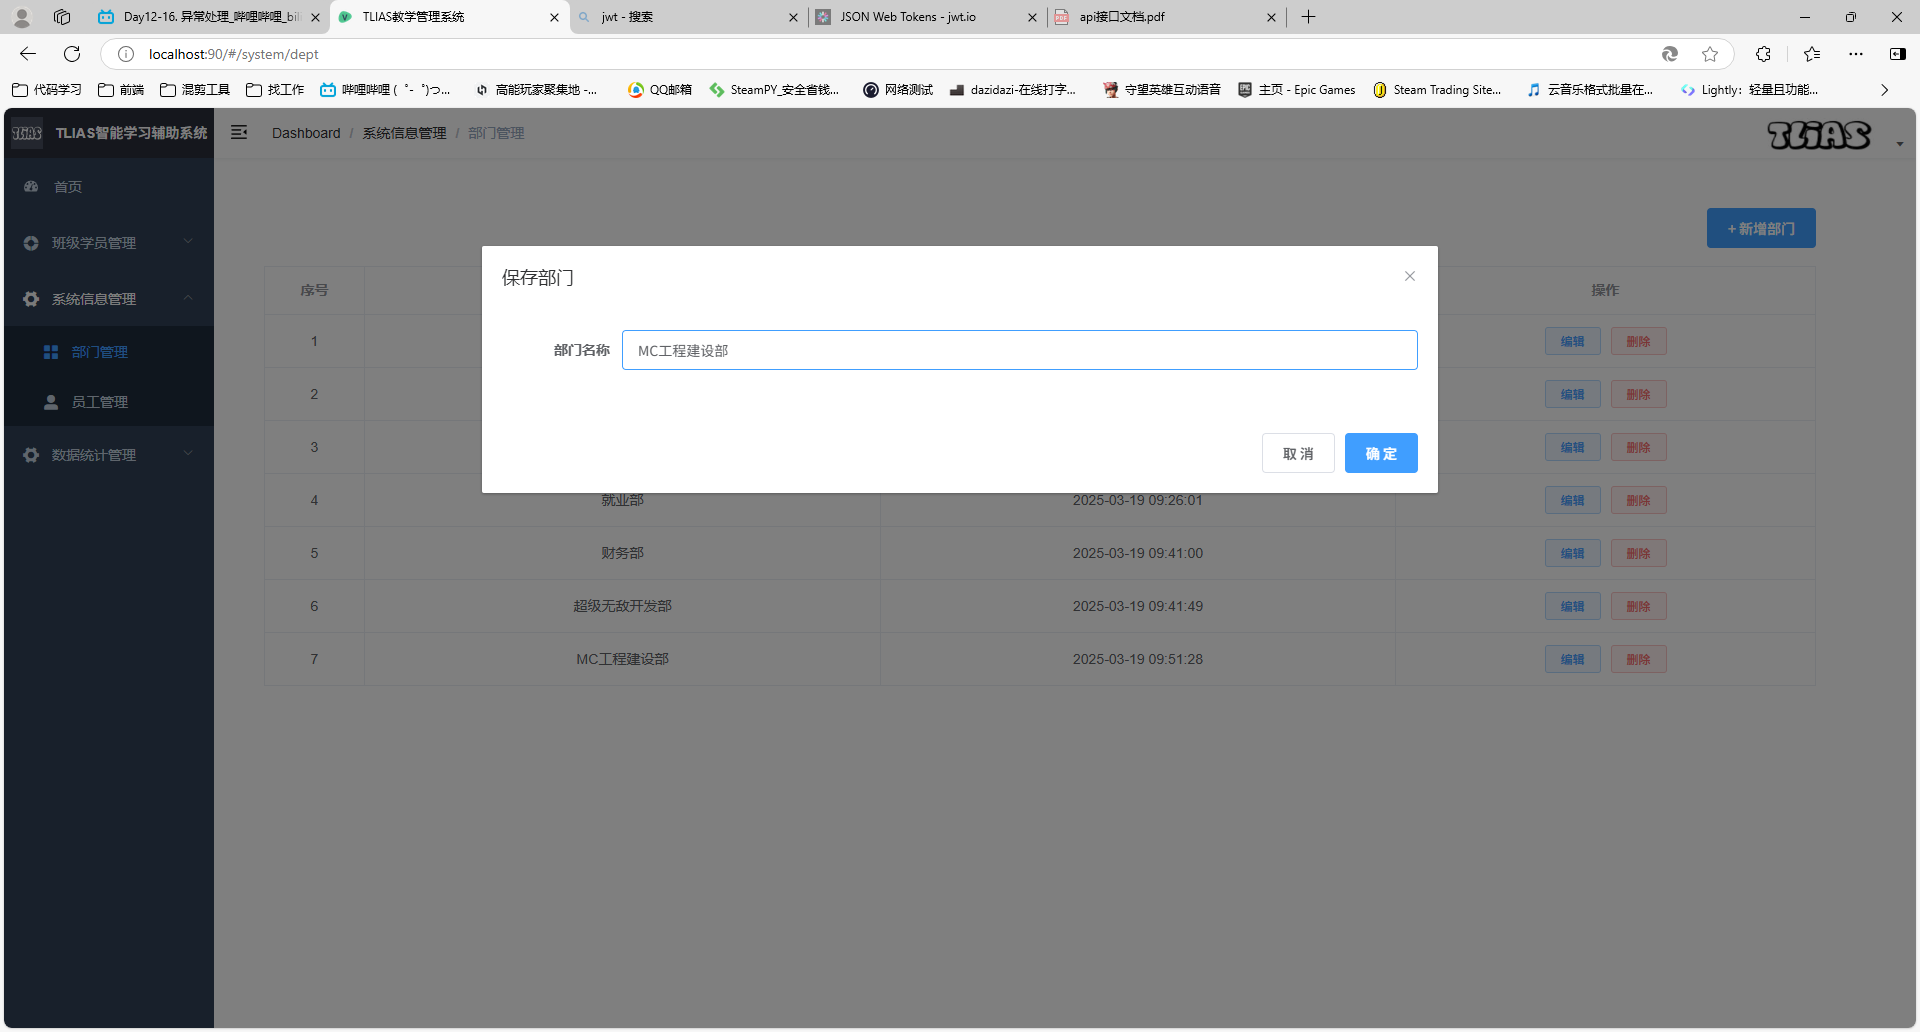 Day12-16. 异常处理_哔哩哔哩_bili
TLIAS教学管理系统
jwt - 搜索
JSON Web Tokens - jwt.io
api接口文档.pdf
localhost:90/#/system/dept
代码学习
前端
混剪工具
找工作
哔哩哔哩 ( ゜- ゜)つ...
高能玩家聚集地 -...
QQ邮箱
SteamPY_安全省钱...
网络测试
dazidazi-在线打字...
守望英雄互动语音
主页 - Epic Games
Steam Trading Site...
云音乐格式批量在...
Lightly：轻量且功能...
TLIAS
TLIAS智能学习辅助系统
Dashboard / 系统信息管理 / 部门管理
TLIAS
首页
班级学员管理
系统信息管理
部门管理
员工管理
数据统计管理
+ 新增部门
保存部门
部门名称
MC工程建设部
取 消
确 定
序号
操作
1 编辑 删除
2 编辑 删除
3 编辑 删除
4 就业部 2025-03-19 09:26:01 编辑 删除
5 财务部 2025-03-19 09:41:00 编辑 删除
6 超级无敌开发部 2025-03-19 09:41:49 编辑 删除
7 MC工程建设部 2025-03-19 09:51:28 编辑 删除